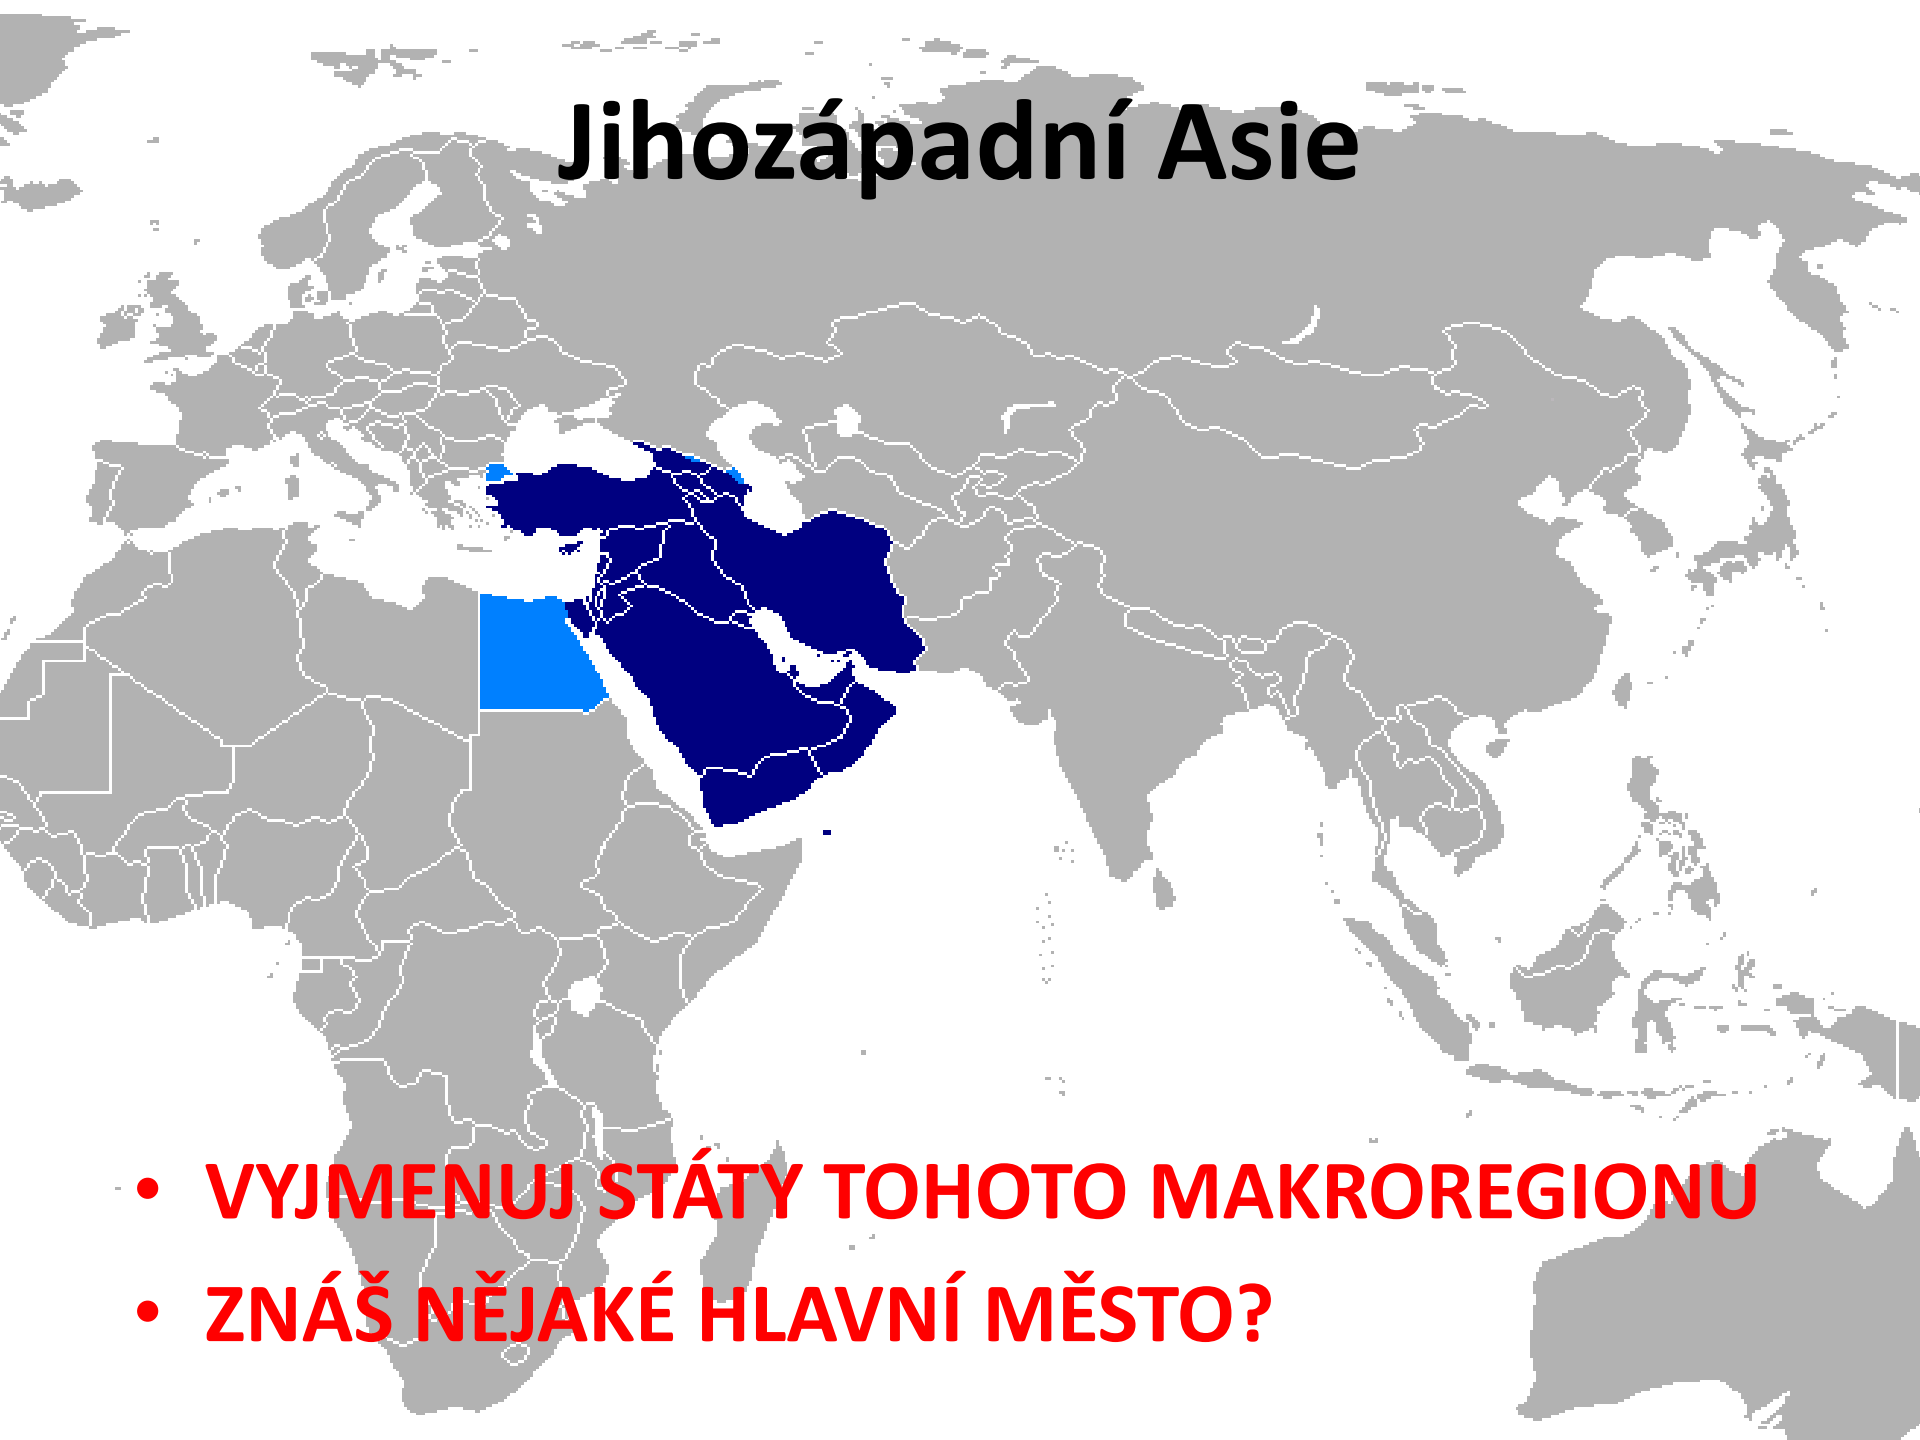 Jihozápadní Asie
• VYJMENUJ STÁTY TOHOTO MAKROREGIONU
• ZNÁŠ NĚJAKÉ HLAVNÍ MĚSTO?